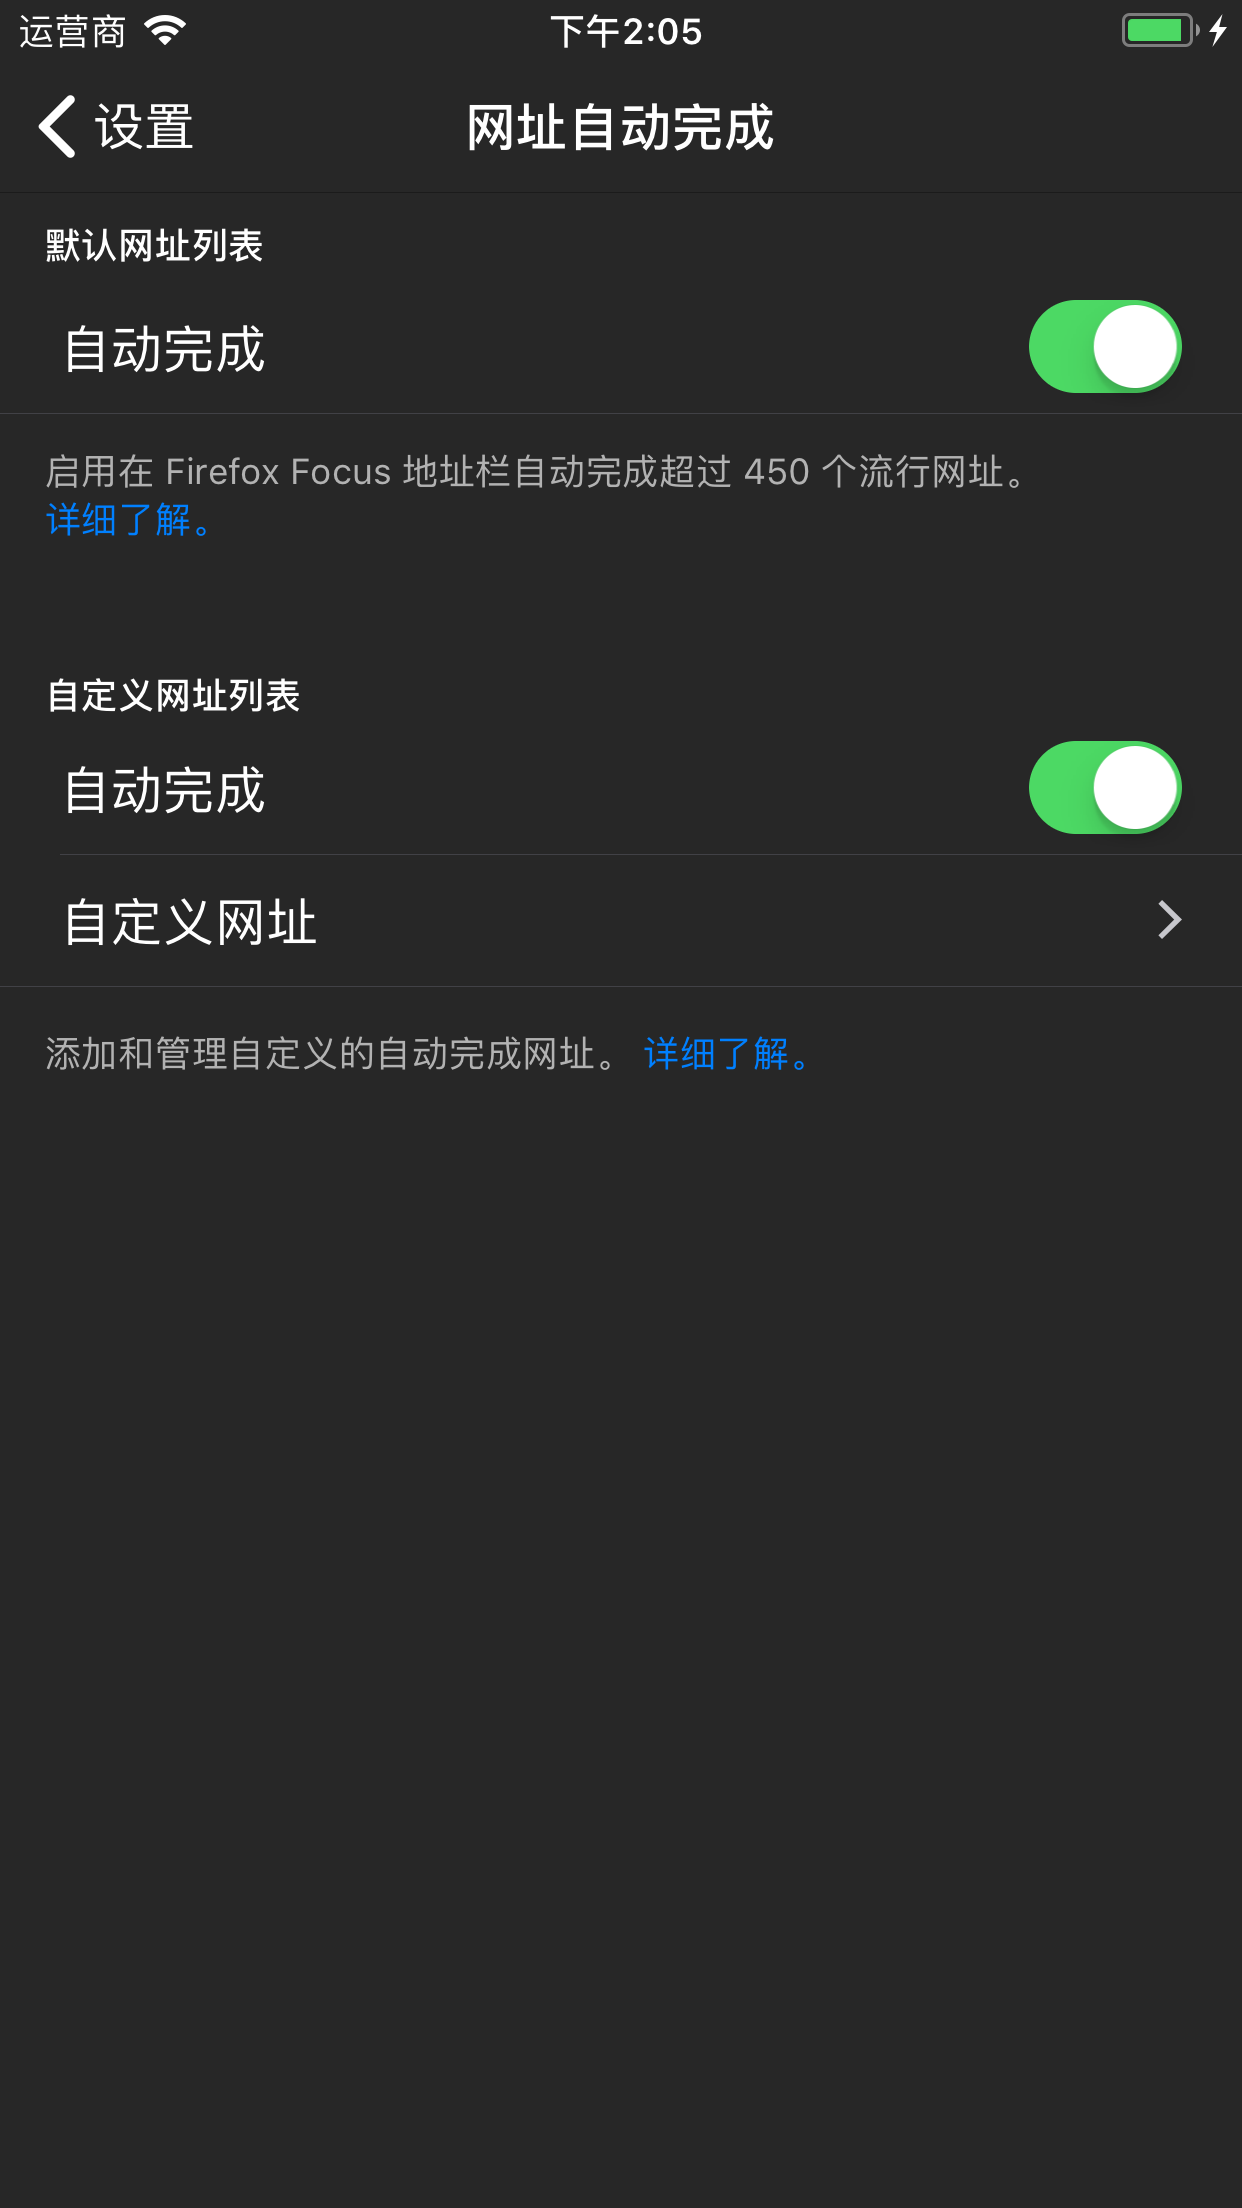 运营商
下午2:05
设置
网址自动完成
默认网址列表
自动完成
启用在 Firefox Focus 地址栏自动完成超过 450 个流行网址。
详细了解。
自定义网址列表
自动完成
自定义网址
添加和管理自定义的自动完成网址。 详细了解。